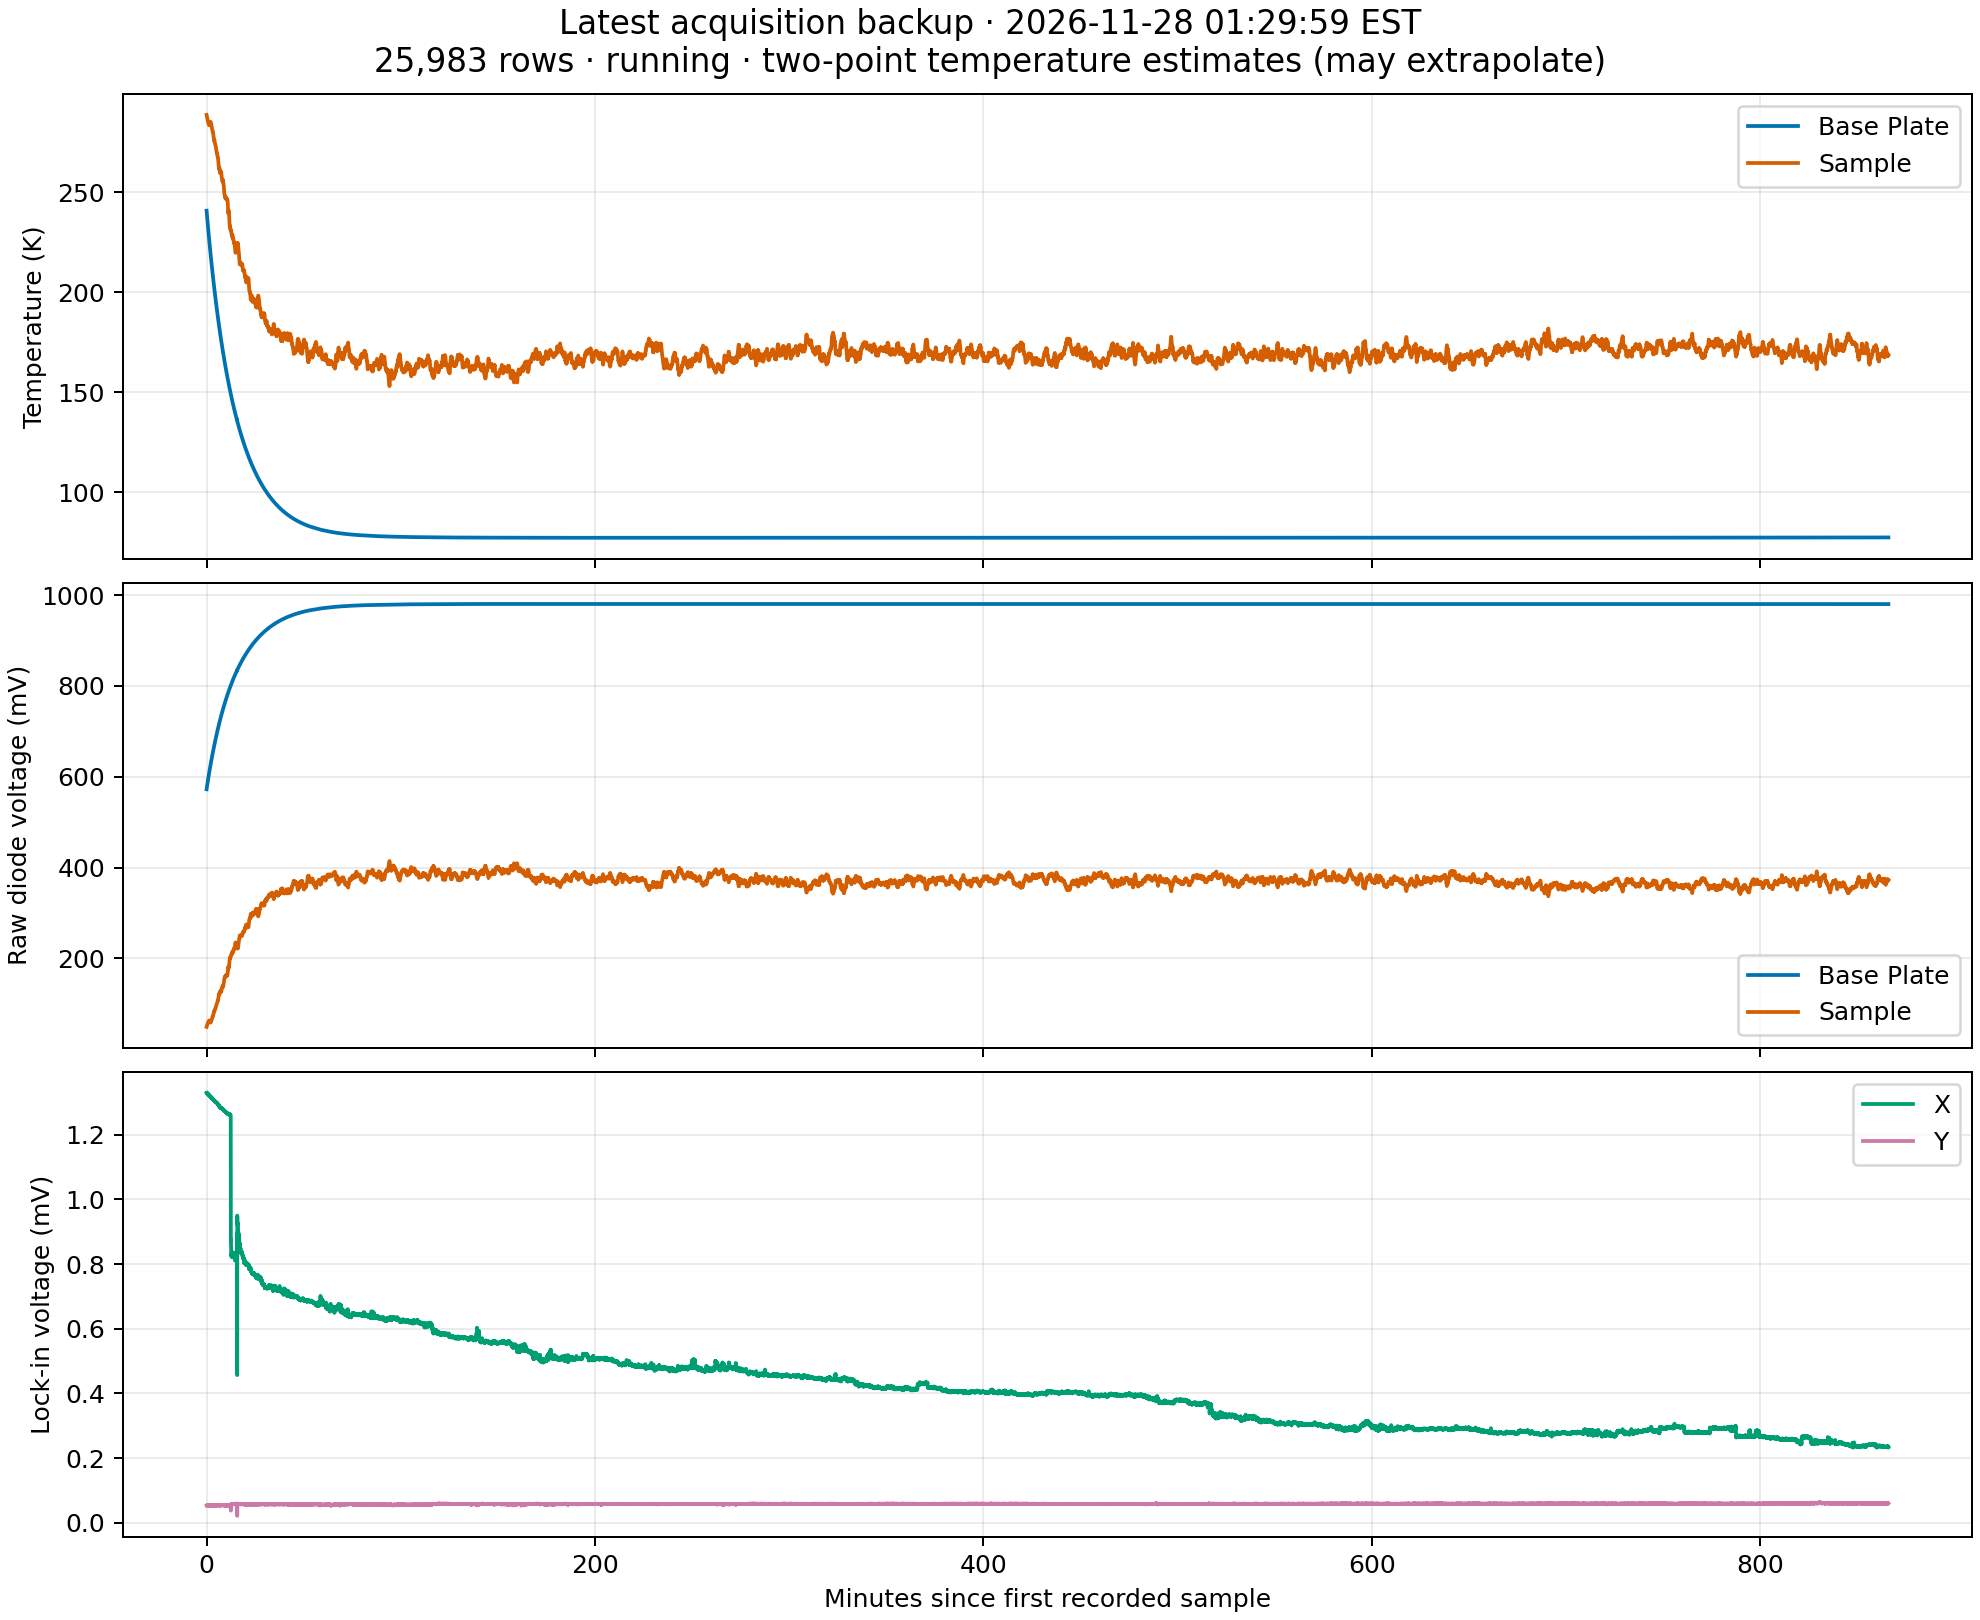 Latest acquisition backup · 2026-11-28 01:29:59 EST
25,983 rows · running · two-point temperature estimates (may extrapolate)
Temperature (K)
250
200
150
100
Base Plate
Sample
Raw diode voltage (mV)
1000
800
600
400
200
Base Plate
Sample
Lock-in voltage (mV)
1.2
1.0
0.8
0.6
0.4
0.2
0.0
X
Y
0 200 400 600 800
Minutes since first recorded sample